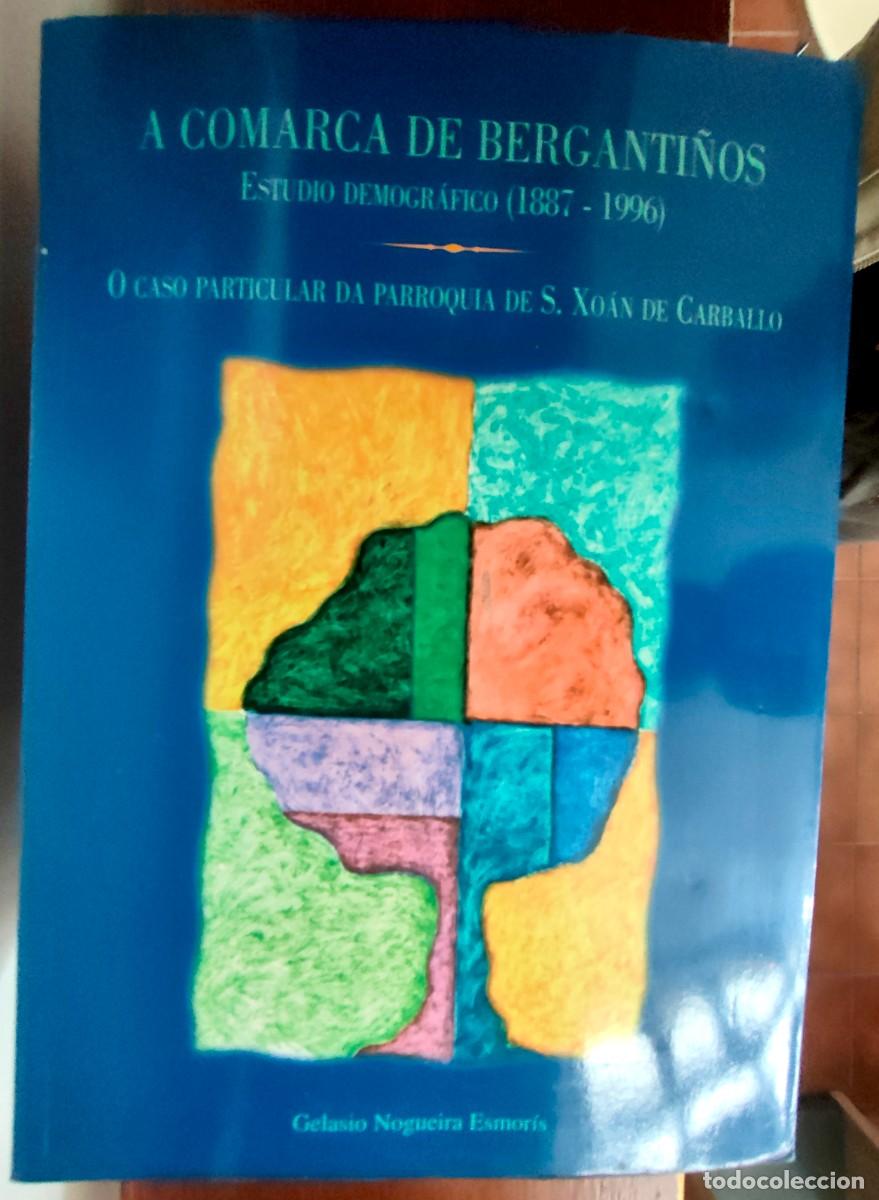 A COMARCA DE BERGANTIÑOS
ESTUDIO DEMOGRÁFICO (1887 - 1996)
O CASO PARTICULAR DA PARROQUIA DE S. XOÁN DE CARBALLO
Gelasio Nogueira Esmorís
todocoleccion